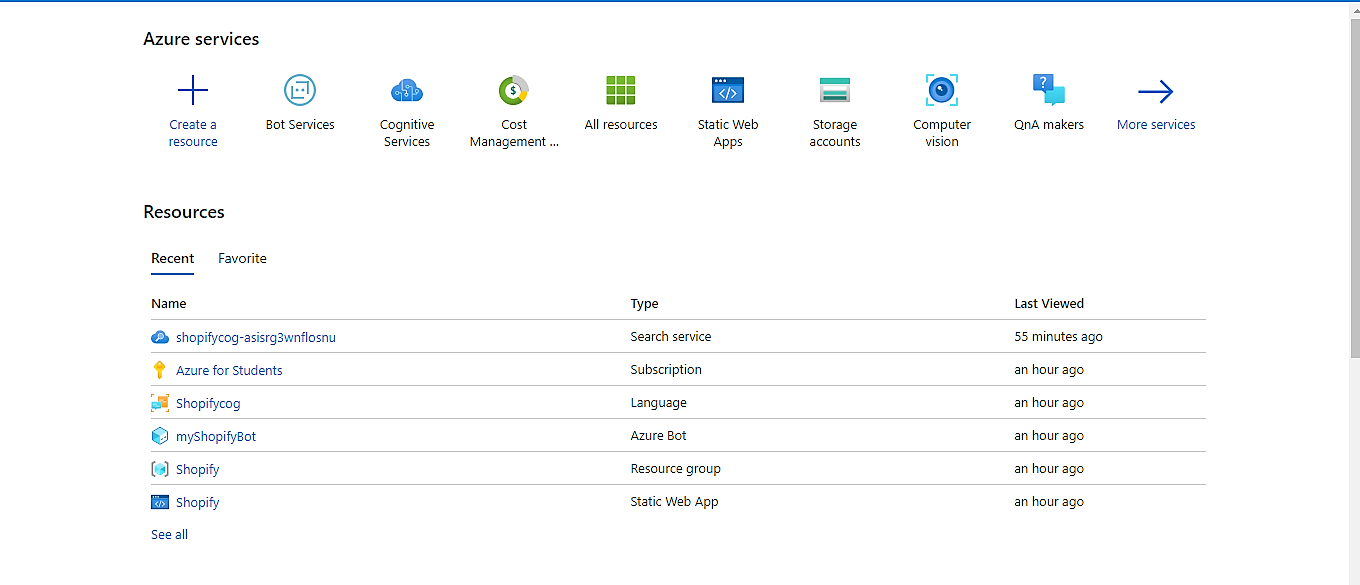 Azure services
Create a resource
Bot Services
Cognitive Services
Cost Management ...
All resources
Static Web Apps
Storage accounts
Computer vision
QnA makers
More services
Resources
Recent Favorite
Name Type Last Viewed
shopifycog-asisrg3wnflosnu Search service 55 minutes ago
Azure for Students Subscription an hour ago
Shopifycog Language an hour ago
myShopifyBot Azure Bot an hour ago
Shopify Resource group an hour ago
Shopify Static Web App an hour ago
See all